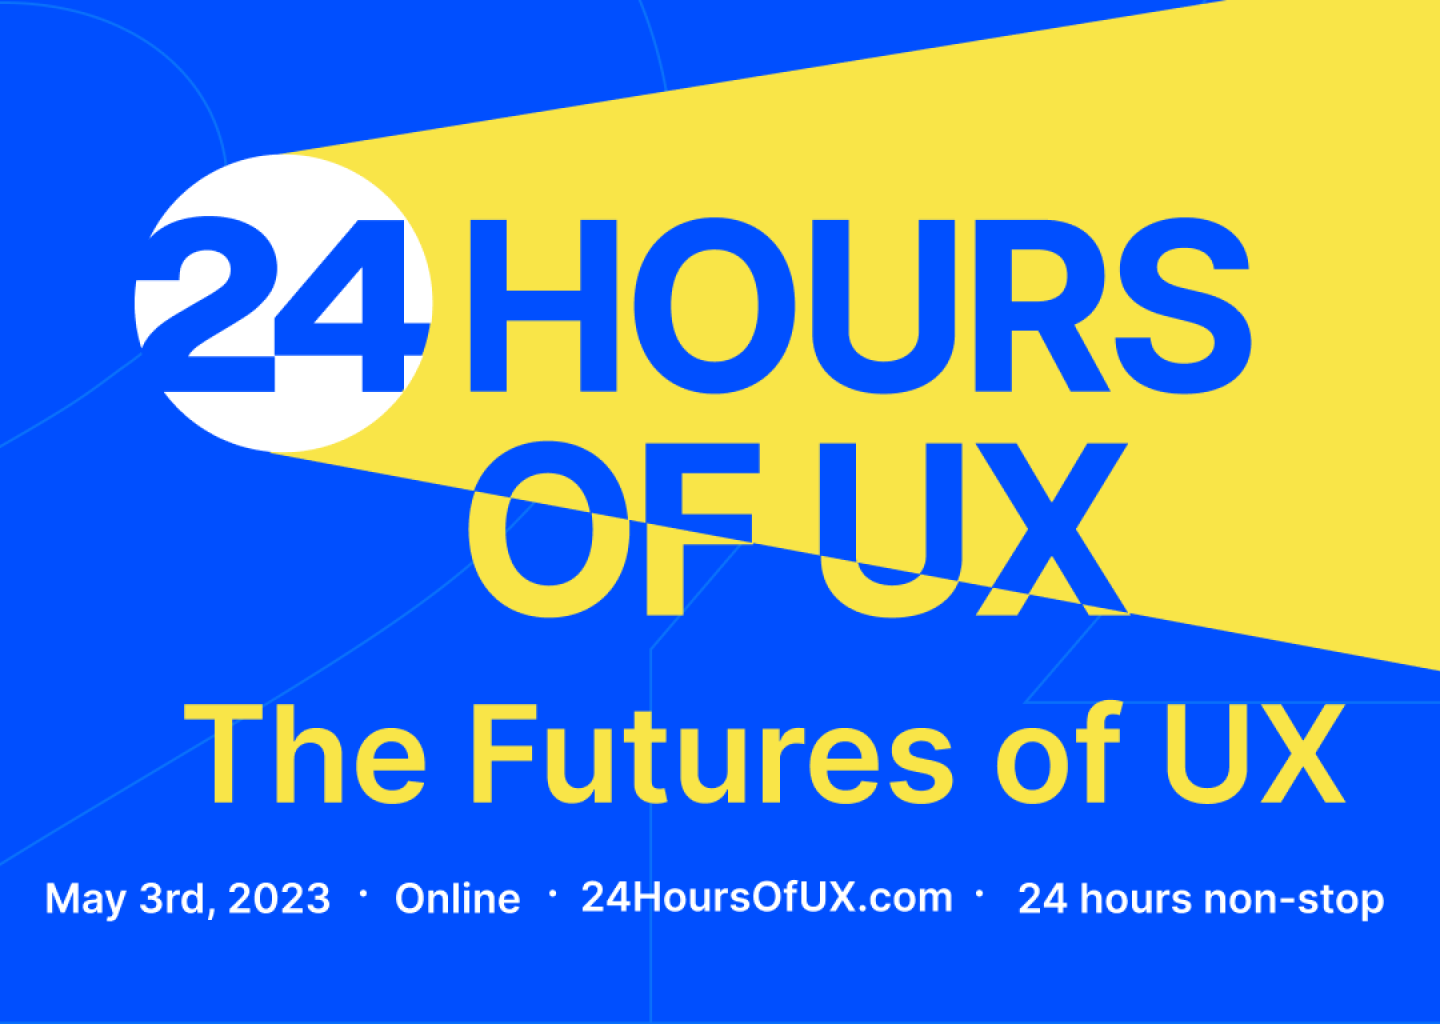 24 HOURS
OF UX
The Futures of UX
May 3rd, 2023 · Online · 24HoursOfUX.com · 24 hours non-stop